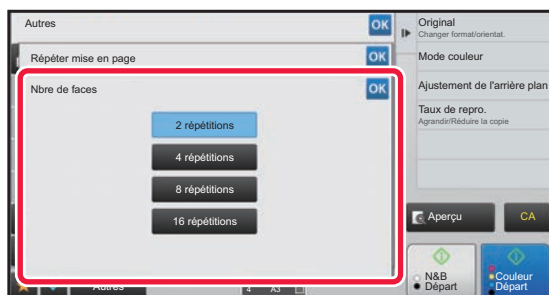 Autres
OK
Répéter mise en page
OK
Nbre de faces
OK
2 répétitions
4 répétitions
8 répétitions
16 répétitions
Autres
4 A3
Original
Changer format/orientat.
Mode couleur
Ajustement de l'arrière plan
Taux de repro.
Agrandir/Réduire la copie
Aperçu
CA
N&B
Départ
Couleur
Départ